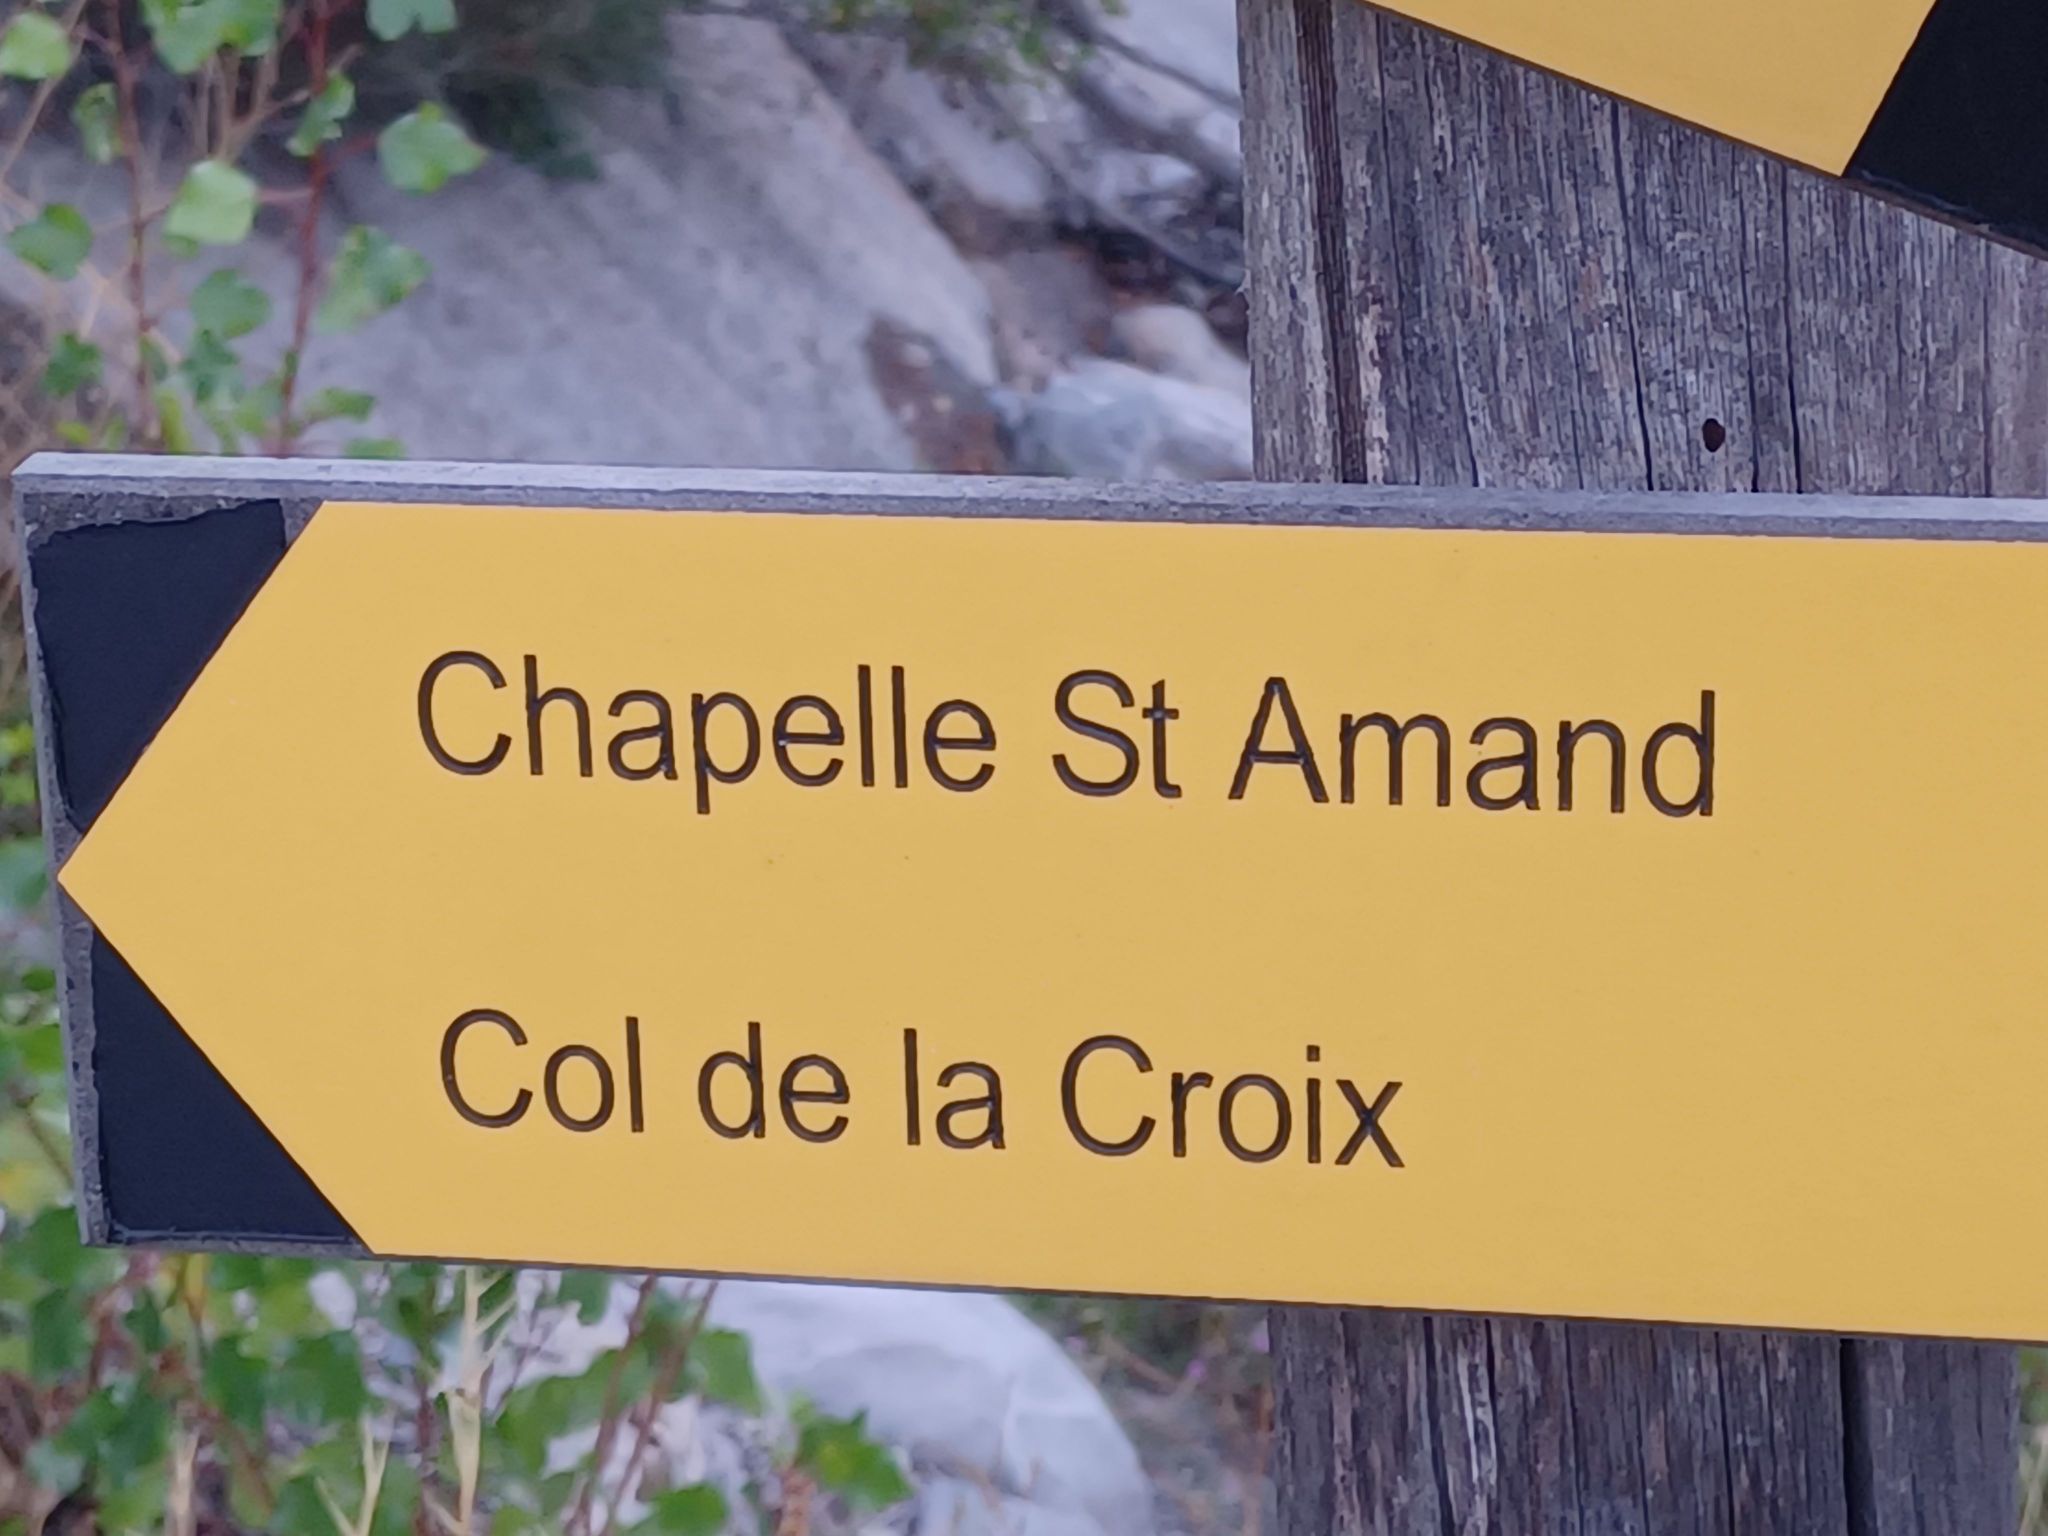 Chapelle St Amand
Col de la Croix